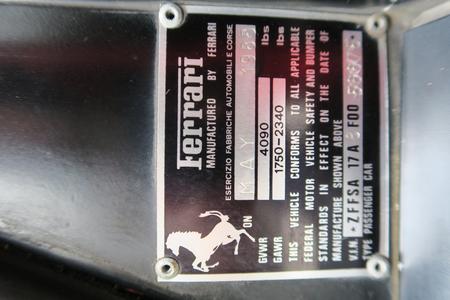 Ferrari
MANUFACTURED BY FERRARI
ESERCIZIO FABBRICHE AUTOMOBILI E CORSE
ON MAY
GVWR 4090 lbs
GAWR 1750-2340 lbs
THIS VEHICLE CONFORMS TO ALL APPLICABLE
FEDERAL MOTOR VEHICLE SAFETY AND BUMPER
STANDARDS IN EFFECT ON THE DATE OF
MANUFACTURE SHOWN ABOVE
V.I.N. ZFFSA 17 A F00
TYPE PASSENGER CAR